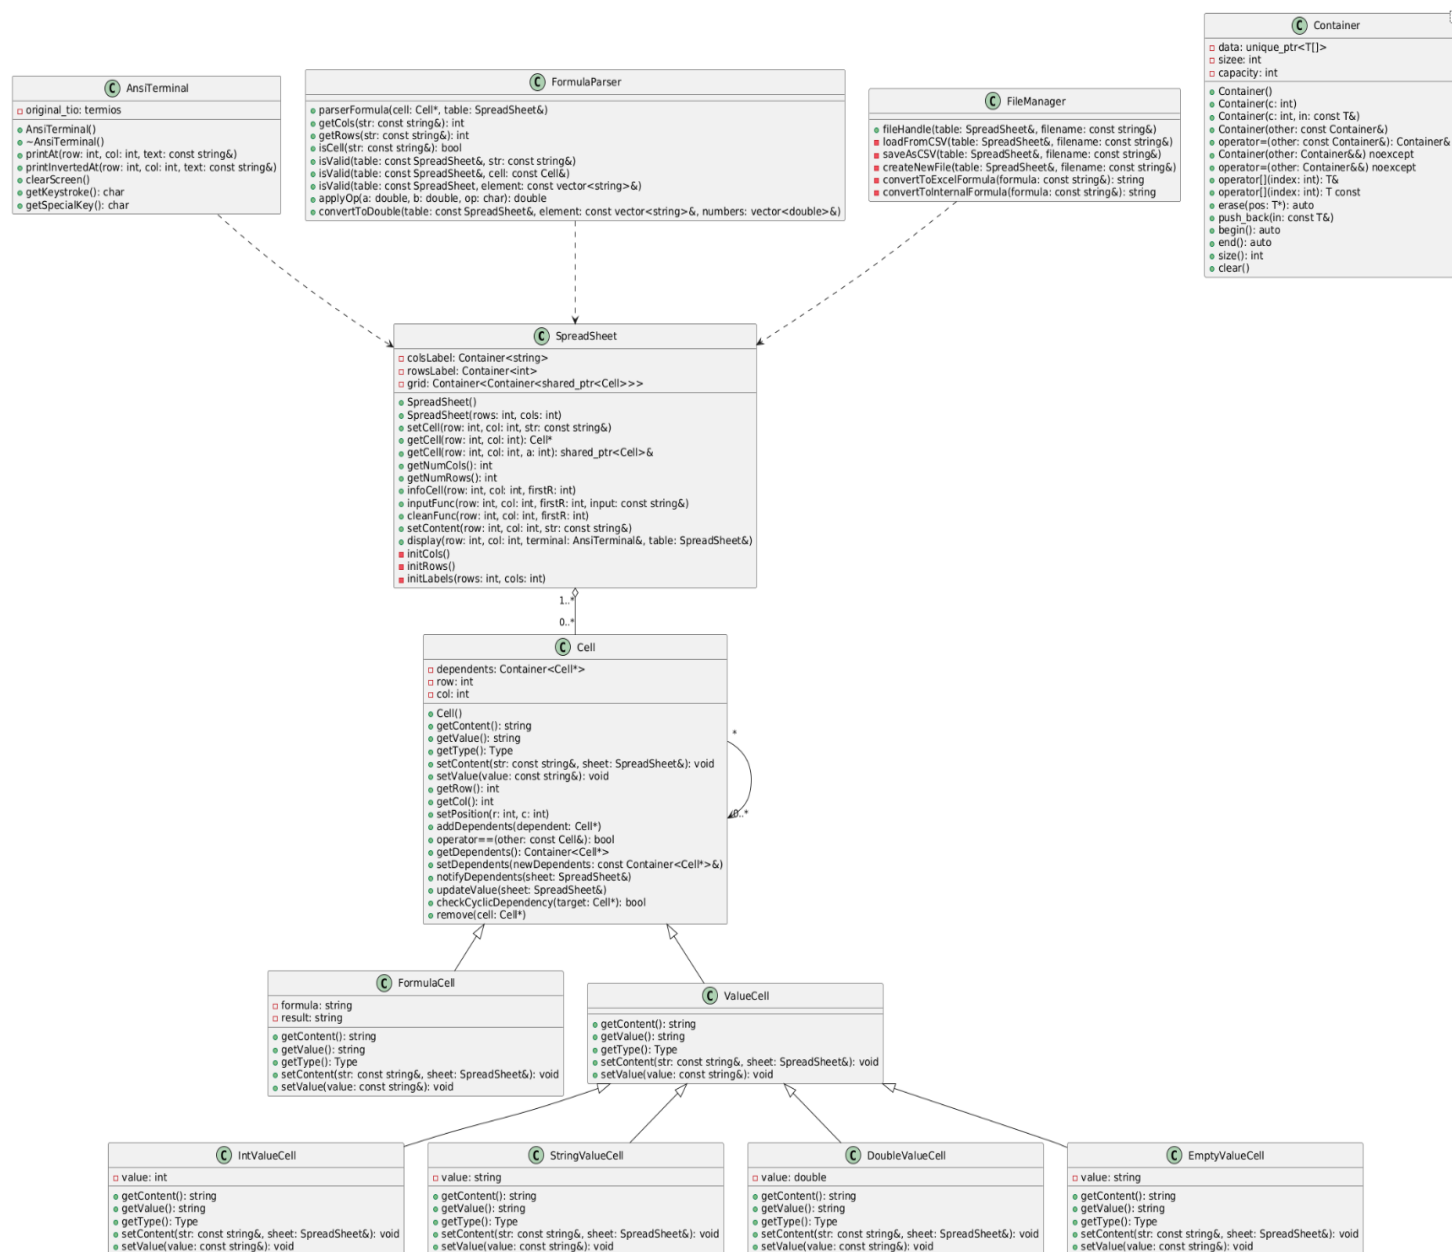 C Container
data: unique_ptr<T[]>
sizee: int
capacity: int
Container()
Container(c: int)
Container(c: int, in: const T&)
Container(other: const Container&)
operator=(other: const Container&): Container&
Container(other: Container&&) noexcept
operator=(other: Container&&) noexcept
operator[](index: int): T&
operator[](index: int): T const
erase(pos: T*): auto
push_back(in: const T&)
begin(): auto
end(): auto
size(): int
clear()
C AnsiTerminal
original_tio: termios
AnsiTerminal()
~AnsiTerminal()
printAt(row: int, col: int, text: const string&)
printInvertedAt(row: int, col: int, text: const string&)
clearScreen()
getKeystroke(): char
getSpecialKey(): char
C FormulaParser
parserFormula(cell: Cell*, table: SpreadSheet&)
getCols(str: const string&): int
getRows(str: const string&): int
isCell(str: const string&): bool
isValid(table: const SpreadSheet&, str: const string&)
isValid(table: const SpreadSheet&, cell: const Cell&)
isValid(table: const SpreadSheet, element: const vector<string>&)
applyOp(a: double, b: double, op: char): double
convertToDouble(table: const SpreadSheet&, element: const vector<string>&, numbers: vector<double>&)
C FileManager
fileHandle(table: SpreadSheet&, filename: const string&)
loadFromCSV(table: SpreadSheet&, filename: const string&)
saveAsCSV(table: SpreadSheet&, filename: const string&)
createNewFile(table: SpreadSheet&, filename: const string&)
convertToExcelFormula(formula: const string&): string
convertToInternalFormula(formula: const string&): string
C SpreadSheet
colsLabel: Container<string>
rowsLabel: Container<int>
grid: Container<Container<shared_ptr<Cell>>>
SpreadSheet()
SpreadSheet(rows: int, cols: int)
setCell(row: int, col: int, str: const string&)
getCell(row: int, col: int): Cell*
getCell(row: int, col: int, a: int): shared_ptr<Cell>&
getNumCols(): int
getNumRows(): int
infoCell(row: int, col: int, firstR: int)
inputFunc(row: int, col: int, firstR: int, input: const string&)
cleanFunc(row: int, col: int, firstR: int)
setContent(row: int, col: int, str: const string&)
display(row: int, col: int, terminal: AnsiTerminal&, table: SpreadSheet&)
initCols()
initRows()
initLabels(rows: int, cols: int)
1..*
0..*
C Cell
dependents: Container<Cell*>
row: int
col: int
Cell()
getContent(): string
getValue(): string
getType(): Type
setContent(str: const string&, sheet: SpreadSheet&): void
setValue(value: const string&): void
getRow(): int
getCol(): int
setPosition(r: int, c: int)
addDependents(dependent: Cell*)
operator==(other: const Cell&): bool
getDependents(): Container<Cell*>
setDependents(newDependents: const Container<Cell*>&)
notifyDependents(sheet: SpreadSheet&)
updateValue(sheet: SpreadSheet&)
checkCyclicDependency(target: Cell*): bool
remove(cell: Cell*)
*
0..*
C FormulaCell
formula: string
result: string
getContent(): string
getValue(): string
getType(): Type
setContent(str: const string&, sheet: SpreadSheet&): void
setValue(value: const string&): void
C ValueCell
getContent(): string
getValue(): string
getType(): Type
setContent(str: const string&, sheet: SpreadSheet&): void
setValue(value: const string&): void
C IntValueCell
value: int
getContent(): string
getValue(): string
getType(): Type
setContent(str: const string&, sheet: SpreadSheet&): void
setValue(value: const string&): void
C StringValueCell
value: string
getContent(): string
getValue(): string
getType(): Type
setContent(str: const string&, sheet: SpreadSheet&): void
setValue(value: const string&): void
C DoubleValueCell
value: double
getContent(): string
getValue(): string
getType(): Type
setContent(str: const string&, sheet: SpreadSheet&): void
setValue(value: const string&): void
C EmptyValueCell
value: string
getContent(): string
getValue(): string
getType(): Type
setContent(str: const string&, sheet: SpreadSheet&): void
setValue(value: const string&): void